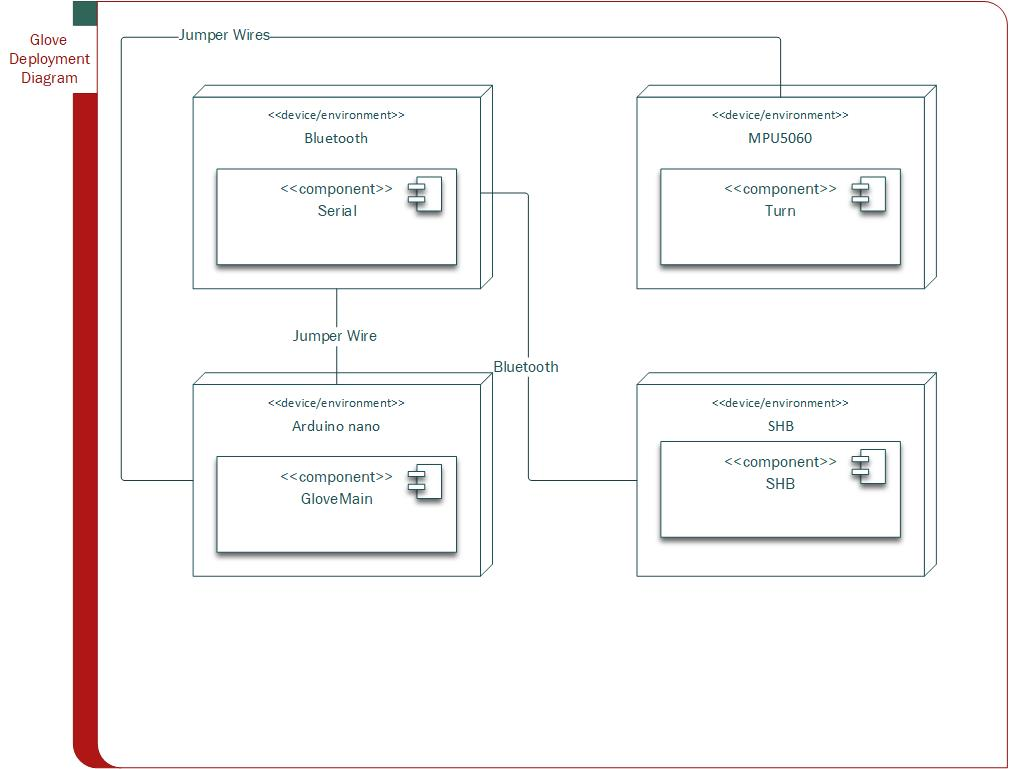 Glove
Deployment
Diagram
Jumper Wires
<<device/environment>>
Bluetooth
<<component>>
Serial
<<device/environment>>
MPU5060
<<component>>
Turn
Jumper Wire
Bluetooth
<<device/environment>>
Arduino nano
<<component>>
GloveMain
<<device/environment>>
SHB
<<component>>
SHB